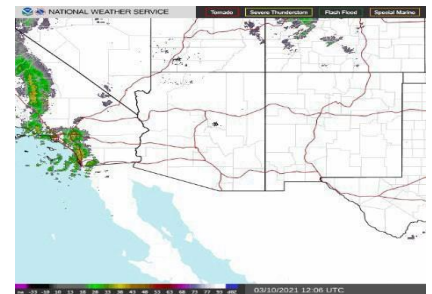 NATIONAL WEATHER SERVICE
Tornado
Severe Thunderstorm
Flash Flood
Special Marine
03/10/2021 12:06 UTC